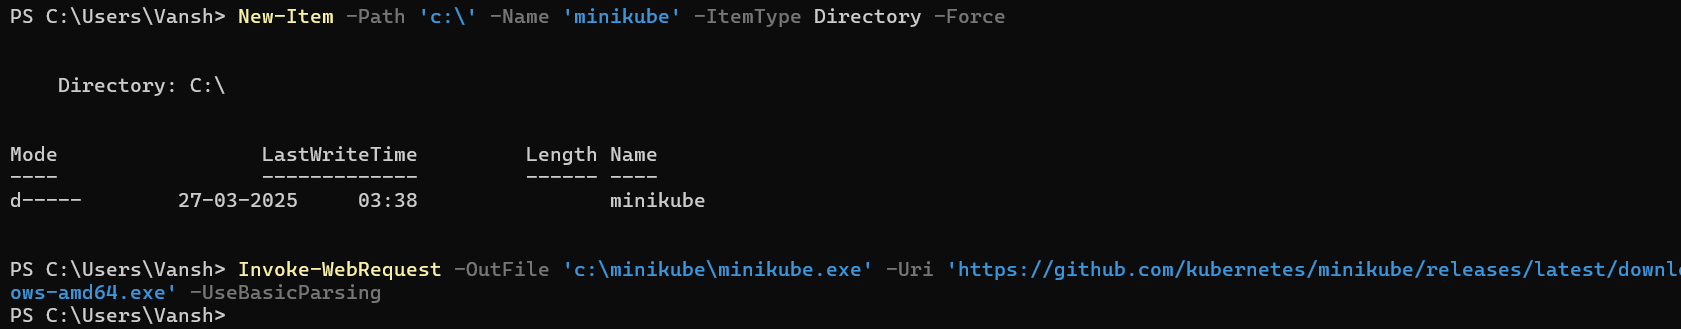 PS C:\Users\Vansh> New-Item -Path 'c:\' -Name 'minikube' -ItemType Directory -Force
Directory: C:\
Mode LastWriteTime Length Name
---- ------------- ------ ----
d----- 27-03-2025 03:38 minikube
PS C:\Users\Vansh> Invoke-WebRequest -OutFile 'c:\minikube\minikube.exe' -Uri 'https://github.com/kubernetes/minikube/releases/latest/downl
ows-amd64.exe' -UseBasicParsing
PS C:\Users\Vansh>